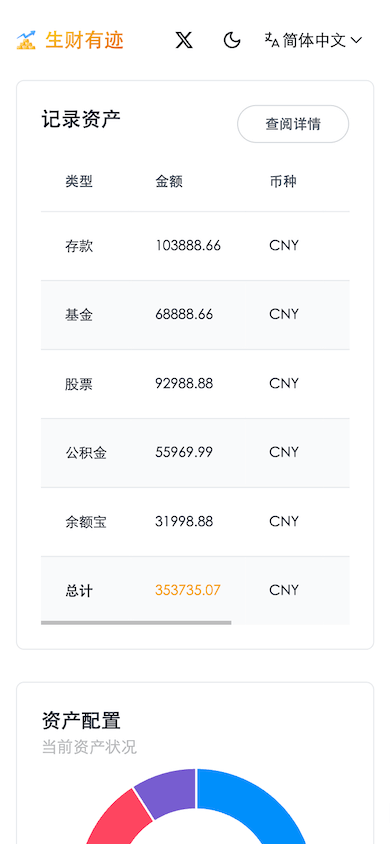 生财有迹 简体中文
记录资产 查阅详情
类型 金额 币种
存款 103888.66 CNY
基金 68888.66 CNY
股票 92988.88 CNY
公积金 55969.99 CNY
余额宝 31998.88 CNY
总计 353735.07 CNY
资产配置
当前资产状况